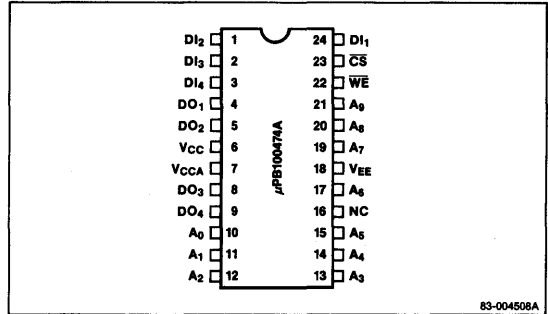 DI₂ 1 24 DI₁
DI₃ 2 23 C̅S̅
DI₄ 3 22 W̅E̅
DO₁ 4 21 A₉
DO₂ 5 20 A₈
VCC 6 19 A₇
VCCA 7 18 VEE
DO₃ 8 17 A₆
DO₄ 9 16 NC
A₀ 10 15 A₅
A₁ 11 14 A₄
A₂ 12 13 A₃
μPB100474A
83-004508A